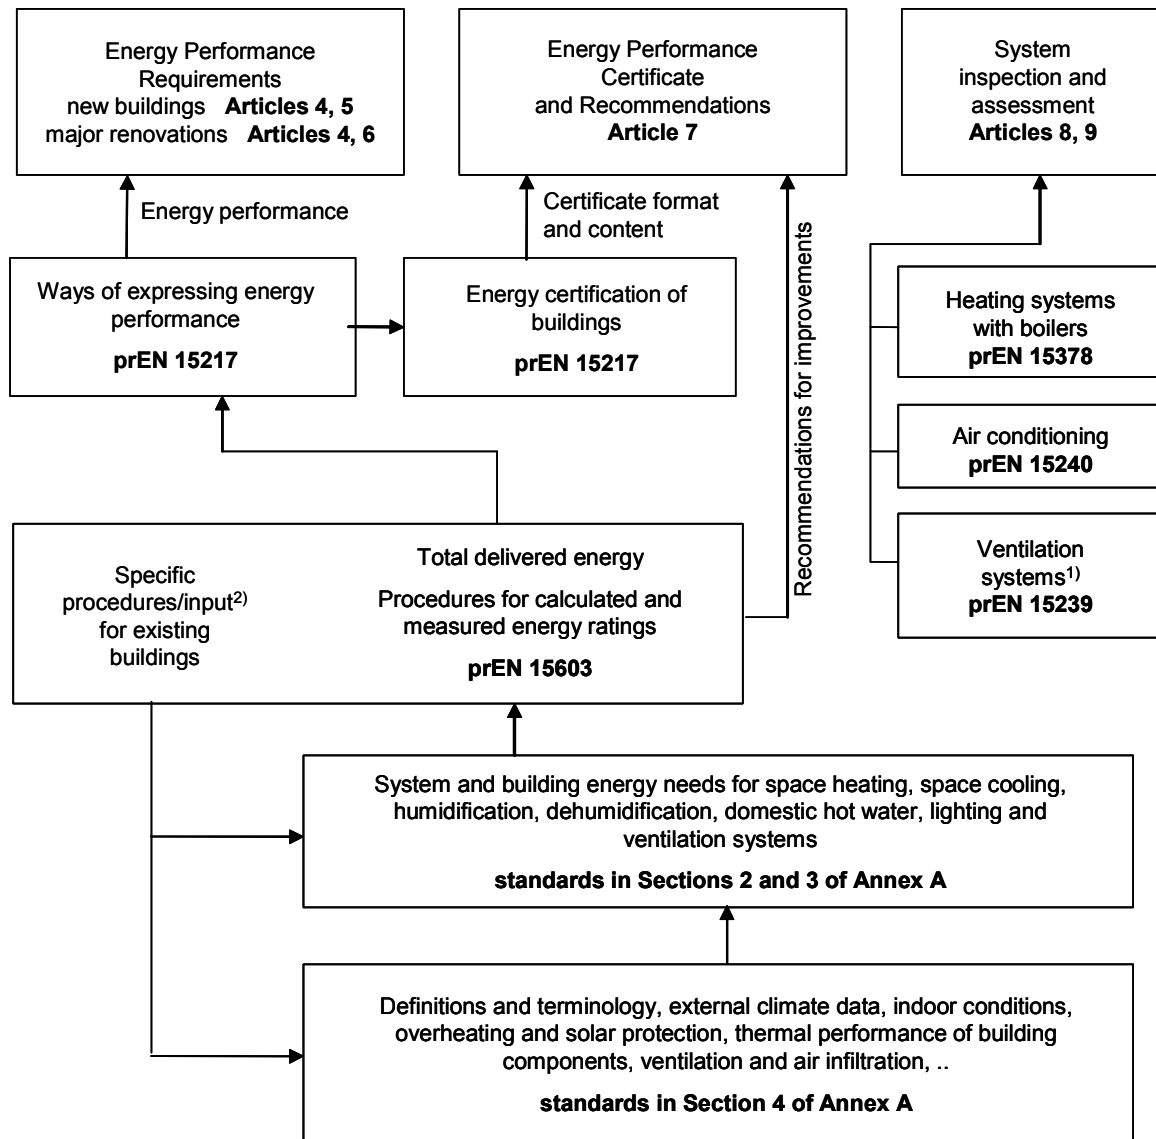 Energy Performance
Requirements
new buildings Articles 4, 5
major renovations Articles 4, 6
Energy Performance
Certificate
and Recommendations
Article 7
System
inspection and
assessment
Articles 8, 9
Energy performance
Certificate format
and content
Recommendations for improvements
Ways of expressing energy
performance
prEN 15217
Energy certification of
buildings
prEN 15217
Heating systems
with boilers
prEN 15378
Air conditioning
prEN 15240
Ventilation
systems1)
prEN 15239
Specific
procedures/input2)
for existing
buildings
Total delivered energy
Procedures for calculated and
measured energy ratings
prEN 15603
System and building energy needs for space heating, space cooling,
humidification, dehumidification, domestic hot water, lighting and
ventilation systems
standards in Sections 2 and 3 of Annex A
Definitions and terminology, external climate data, indoor conditions,
overheating and solar protection, thermal performance of building
components, ventilation and air infiltration, ..
standards in Section 4 of Annex A